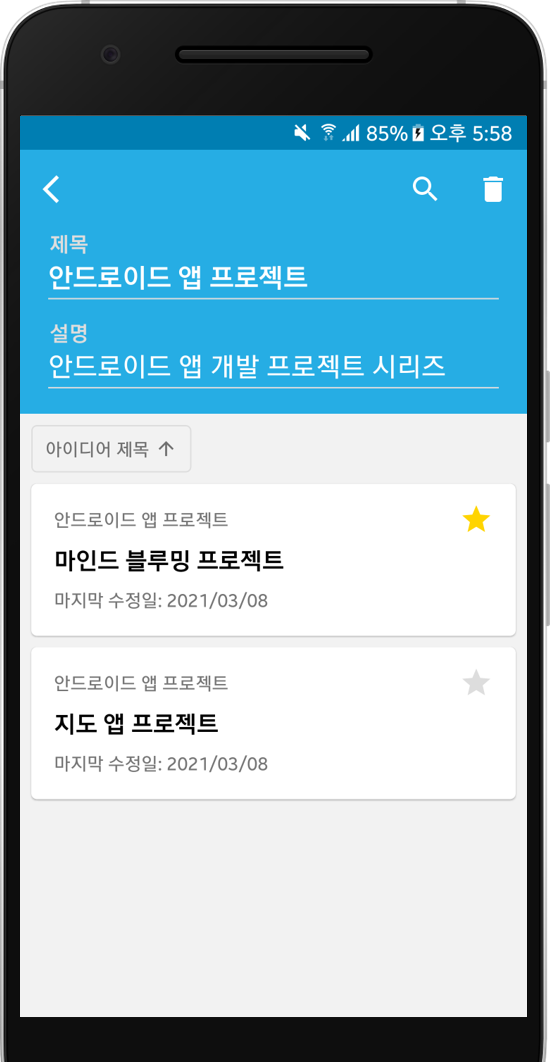 85% 오후 5:58
제목
안드로이드 앱 프로젝트
설명
안드로이드 앱 개발 프로젝트 시리즈
아이디어 제목
안드로이드 앱 프로젝트
마인드 블루밍 프로젝트
마지막 수정일: 2021/03/08
안드로이드 앱 프로젝트
지도 앱 프로젝트
마지막 수정일: 2021/03/08